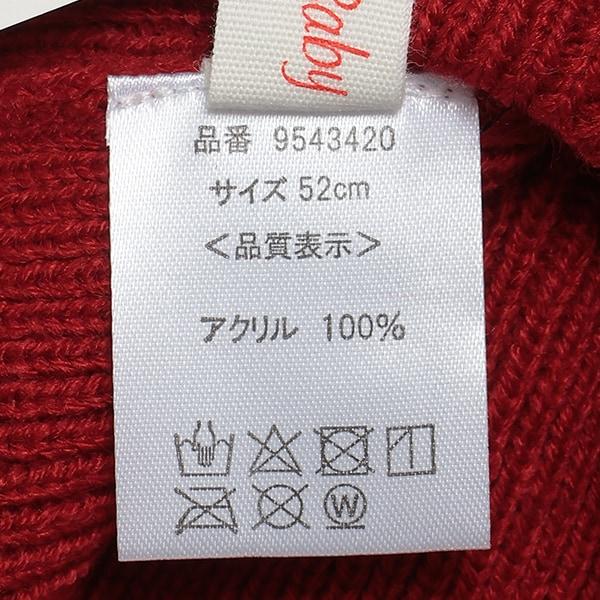 Baby
品番 9543420
サイズ 52cm
＜品質表示＞
アクリル 100%
W